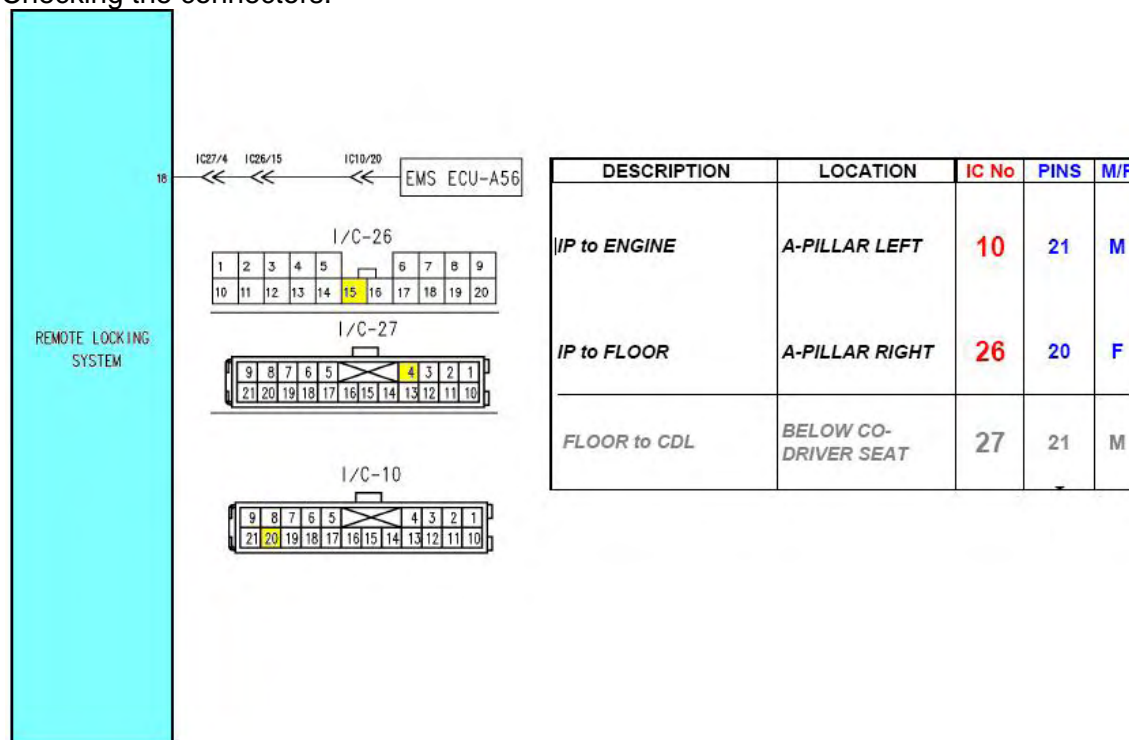 Checking the connectors.
REMOTE LOCKING
SYSTEM
18
IC27/4 IC26/15 IC10/20
EMS ECU-A56
I/C-26
1 2 3 4 5 6 7 8 9
10 11 12 13 14 15 16 17 18 19 20
I/C-27
9 8 7 6 5 4 3 2 1
21 20 19 18 17 16 15 14 13 12 11 10
I/C-10
9 8 7 6 5 4 3 2 1
21 20 19 18 17 16 15 14 13 12 11 10
DESCRIPTION LOCATION IC No PINS M/F
IP to ENGINE A-PILLAR LEFT 10 21 M
IP to FLOOR A-PILLAR RIGHT 26 20 F
FLOOR to CDL BELOW CO-
DRIVER SEAT 27 21 M